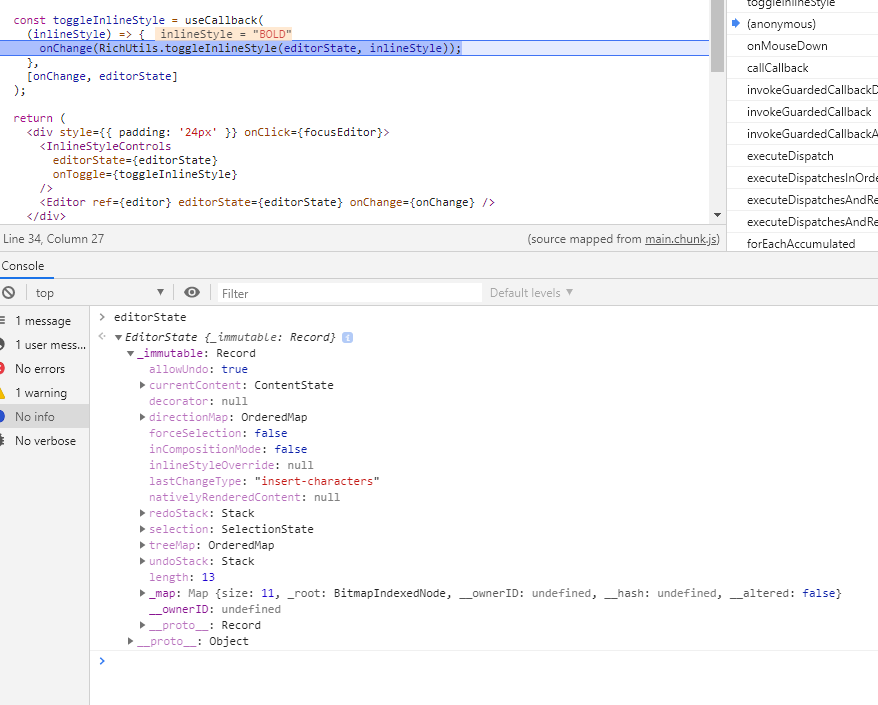 const toggleInlineStyle = useCallback(
(inlineStyle) => { inlineStyle = "BOLD"
onChange(RichUtils.toggleInlineStyle(editorState, inlineStyle));
},
[onChange, editorState]
);
return (
<div style={{ padding: '24px' }} onClick={focusEditor}>
<InlineStyleControls
editorState={editorState}
onToggle={toggleInlineStyle}
/>
<Editor ref={editor} editorState={editorState} onChange={onChange} />
</div>
Line 34, Column 27 (source mapped from main.chunk.js)
toggleInlineStyle
(anonymous)
onMouseDown
callCallback
invokeGuardedCallbackD
invokeGuardedCallback
invokeGuardedCallbackA
executeDispatch
executeDispatchesInOrde
executeDispatchesAndRe
executeDispatchesAndRe
forEachAccumulated
Console
top Filter Default levels
1 message
1 user mess...
No errors
1 warning
No info
No verbose
editorState
EditorState {_immutable: Record}
_immutable: Record
allowUndo: true
currentContent: ContentState
decorator: null
directionMap: OrderedMap
forceSelection: false
inCompositionMode: false
inlineStyleOverride: null
lastChangeType: "insert-characters"
nativelyRenderedContent: null
redoStack: Stack
selection: SelectionState
treeMap: OrderedMap
undoStack: Stack
length: 13
_map: Map {size: 11, _root: BitmapIndexedNode, __ownerID: undefined, __hash: undefined, __altered: false}
__ownerID: undefined
__proto__: Record
__proto__: Object